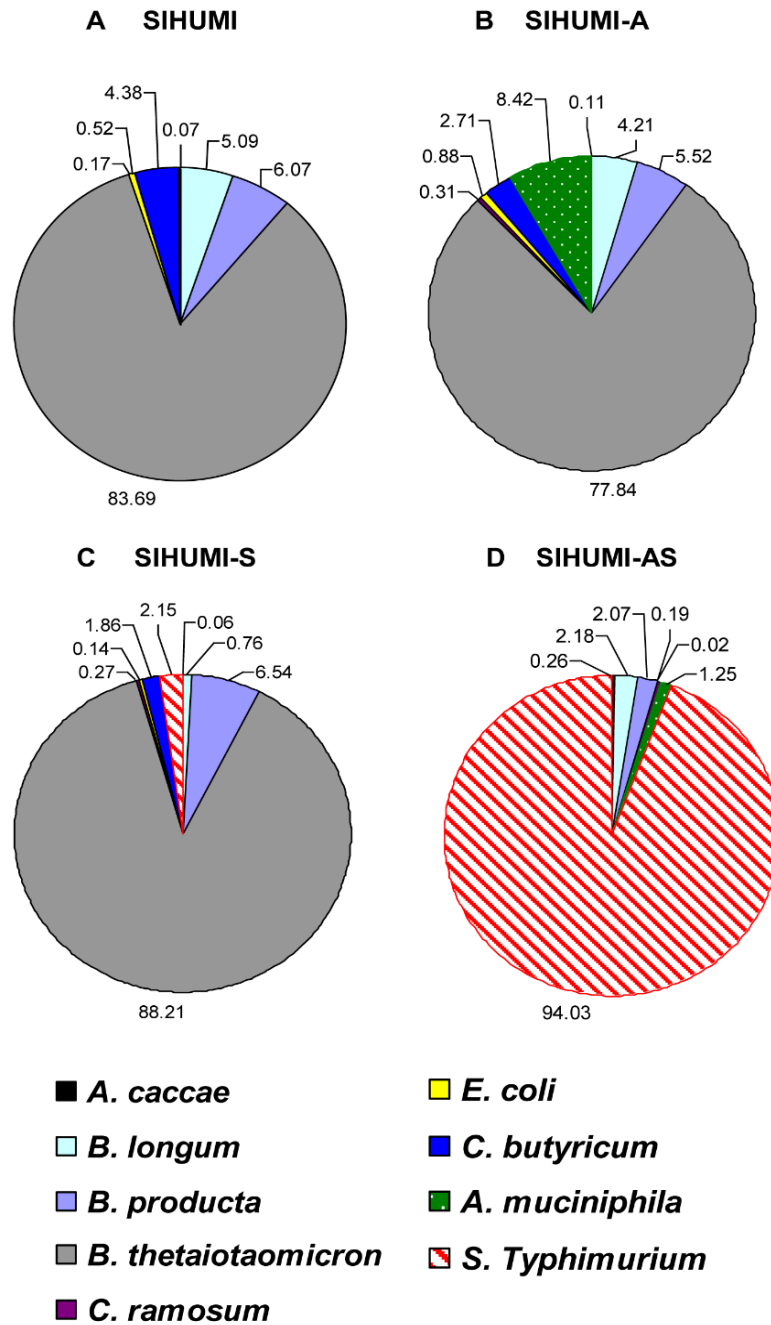 A SIHUMI
4.38
0.07
0.52
5.09
0.17
6.07
83.69
B SIHUMI-A
8.42
0.11
2.71
4.21
0.88
5.52
0.31
77.84
C SIHUMI-S
2.15
0.06
1.86
0.76
0.14
6.54
0.27
88.21
D SIHUMI-AS
2.07
0.19
2.18
0.02
0.26
1.25
94.03
A. caccae
B. longum
B. producta
B. thetaiotaomicron
C. ramosum
E. coli
C. butyricum
A. muciniphila
S. Typhimurium